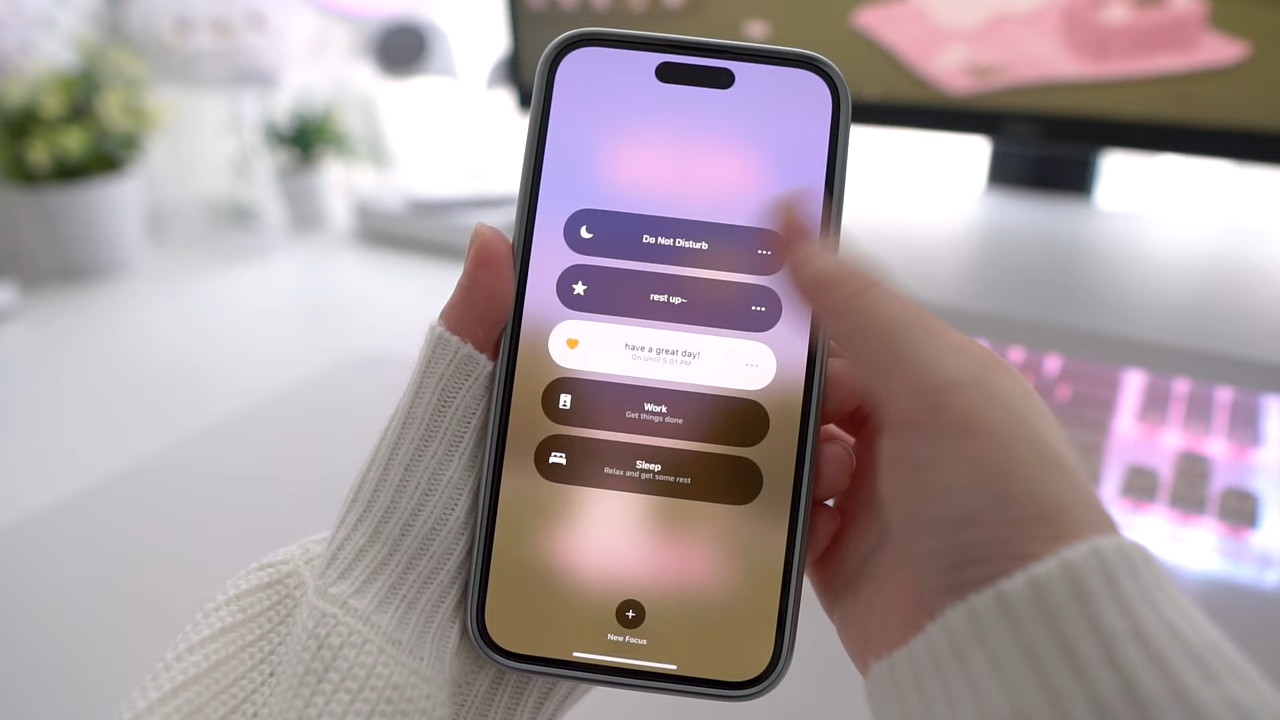 Do Not Disturb
rest up~
have a great day!
On Until 5:01 PM
Work
Get things done
Sleep
Relax and get some rest
New Focus